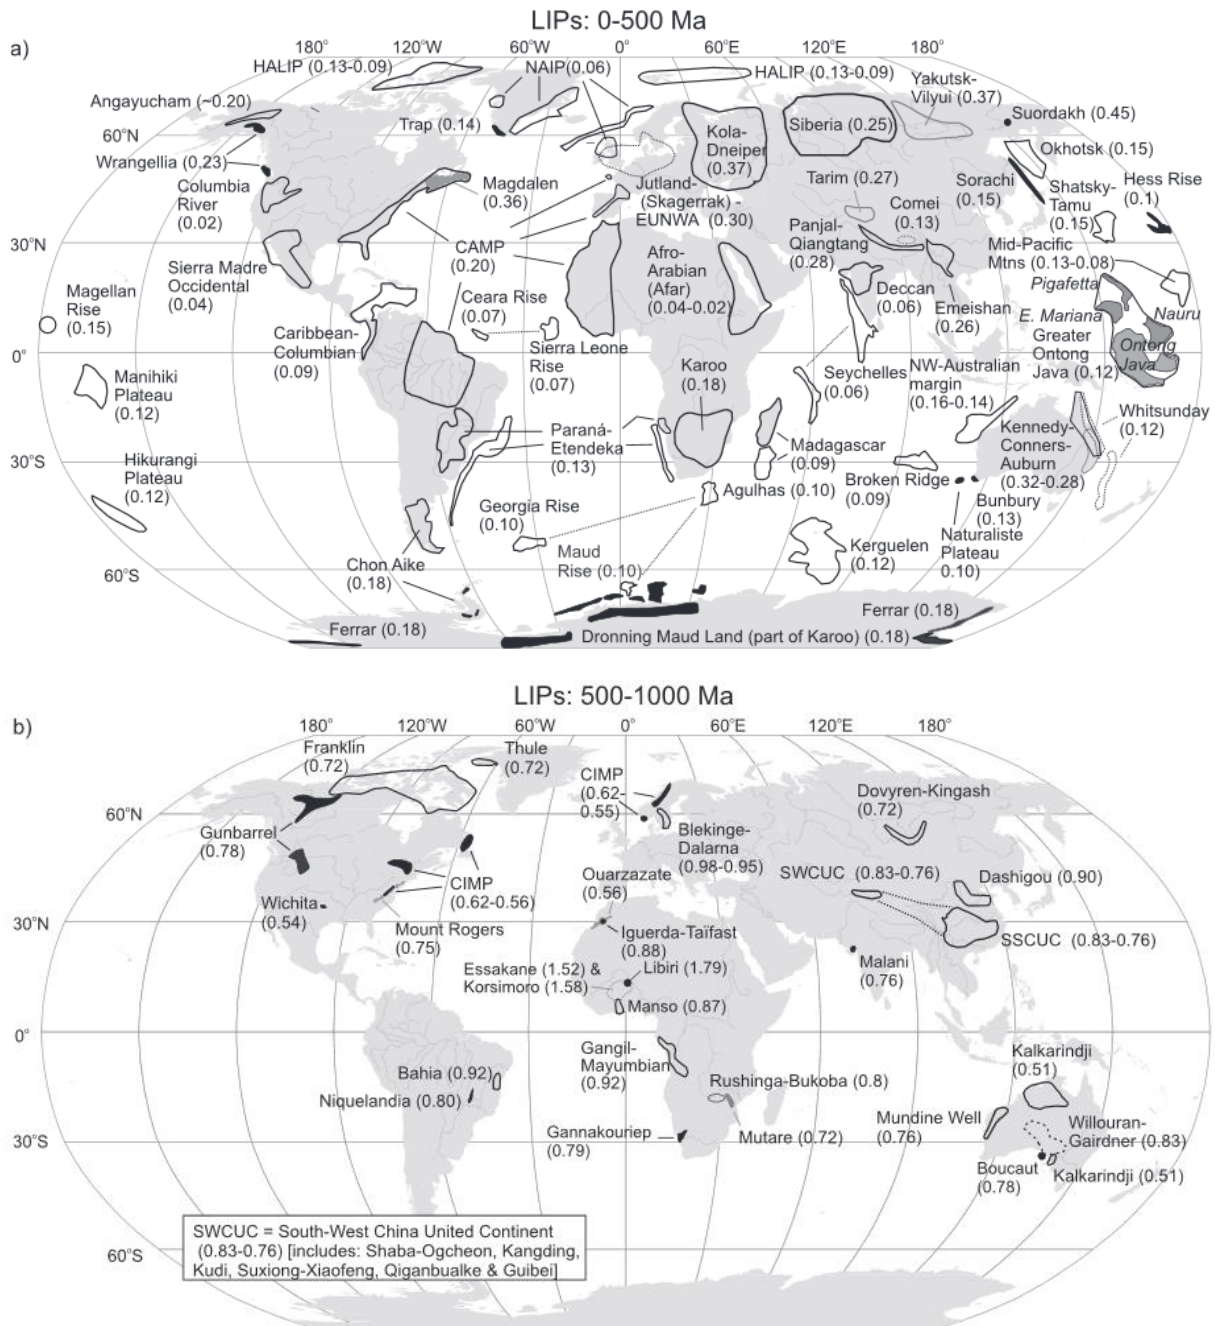 LIPs: 0-500 Ma
a)
180°
120°W
60°W
0°
60°E
120°E
180°
HALIP (0.13-0.09)
NAIP(0.06)
HALIP (0.13-0.09)
Yakutsk-
Vilyui (0.37)
Angayucham (~0.20)
Trap (0.14)
Suordakh (0.45)
60°N
Kola-
Dneiper
(0.37)
Siberia (0.25)
Okhotsk (0.15)
Wrangellia (0.23)
Columbia
River
(0.02)
Magdalen
(0.36)
Jutland-
(Skagerrak) -
EUNWA (0.30)
Tarim (0.27)
Sorachi
(0.15)
Shatsky-
Tamu
(0.15)
Hess Rise
(0.1)
Comei
(0.13)
Panjal-
Qiangtang
(0.28)
30°N
CAMP
(0.20)
Afro-
Arabian
(Afar)
(0.04-0.02)
Mid-Pacific
Mtns (0.13-0.08)
Pigafetta
Sierra Madre
Occidental
(0.04)
Magellan
Rise
(0.15)
Ceara Rise
(0.07)
Deccan
(0.06)
Emeishan
(0.26)
E. Mariana
Nauru
Greater
Ontong
Java (0.12)
Ontong
Java
Caribbean-
Columbian
(0.09)
Sierra Leone
Rise
(0.07)
0°
Karoo
(0.18)
Seychelles
(0.06)
NW-Australian
margin
(0.16-0.14)
Manihiki
Plateau
(0.12)
Whitsunday
(0.12)
Paraná-
Etendeka
(0.13)
Kennedy-
Conners-
Auburn
(0.32-0.28)
Madagascar
(0.09)
30°S
Hikurangi
Plateau
(0.12)
Agulhas (0.10)
Broken Ridge
(0.09)
Bunbury
(0.13)
Georgia Rise
(0.10)
Naturaliste
Plateau
0.10)
Maud
Rise (0.10)
Kerguelen
(0.12)
Chon Aike
(0.18)
60°S
Ferrar (0.18)
Ferrar (0.18)
Dronning Maud Land (part of Karoo) (0.18)
LIPs: 500-1000 Ma
b)
180°
120°W
60°W
0°
60°E
120°E
180°
Franklin
(0.72)
Thule
(0.72)
CIMP
(0.62-
0.55)
Dovyren-Kingash
(0.72)
60°N
Gunbarrel
(0.78)
Blekinge-
Dalarna
(0.98-0.95)
CIMP
(0.62-0.56)
Ouarzazate
(0.56)
SWCUC (0.83-0.76)
Dashigou (0.90)
Wichita
(0.54)
30°N
Mount Rogers
(0.75)
Iguerda-Taïfast
(0.88)
SSCUC (0.83-0.76)
Essakane (1.52) &
Korsimoro (1.58)
Libiri (1.79)
Malani
(0.76)
Manso (0.87)
0°
Gangil-
Mayumbian
(0.92)
Kalkarindji
(0.51)
Bahia (0.92)
Rushinga-Bukoba (0.8)
Niquelandia (0.80)
Mundine Well
(0.76)
Willouran-
Gairdner (0.83)
Gannakouriep
(0.79)
Mutare (0.72)
30°S
Boucaut
(0.78)
Kalkarindji (0.51)
SWCUC = South-West China United Continent
(0.83-0.76) [includes: Shaba-Ogcheon, Kangding,
Kudi, Suxiong-Xiaofeng, Qiganbualke & Guibei]
60°S